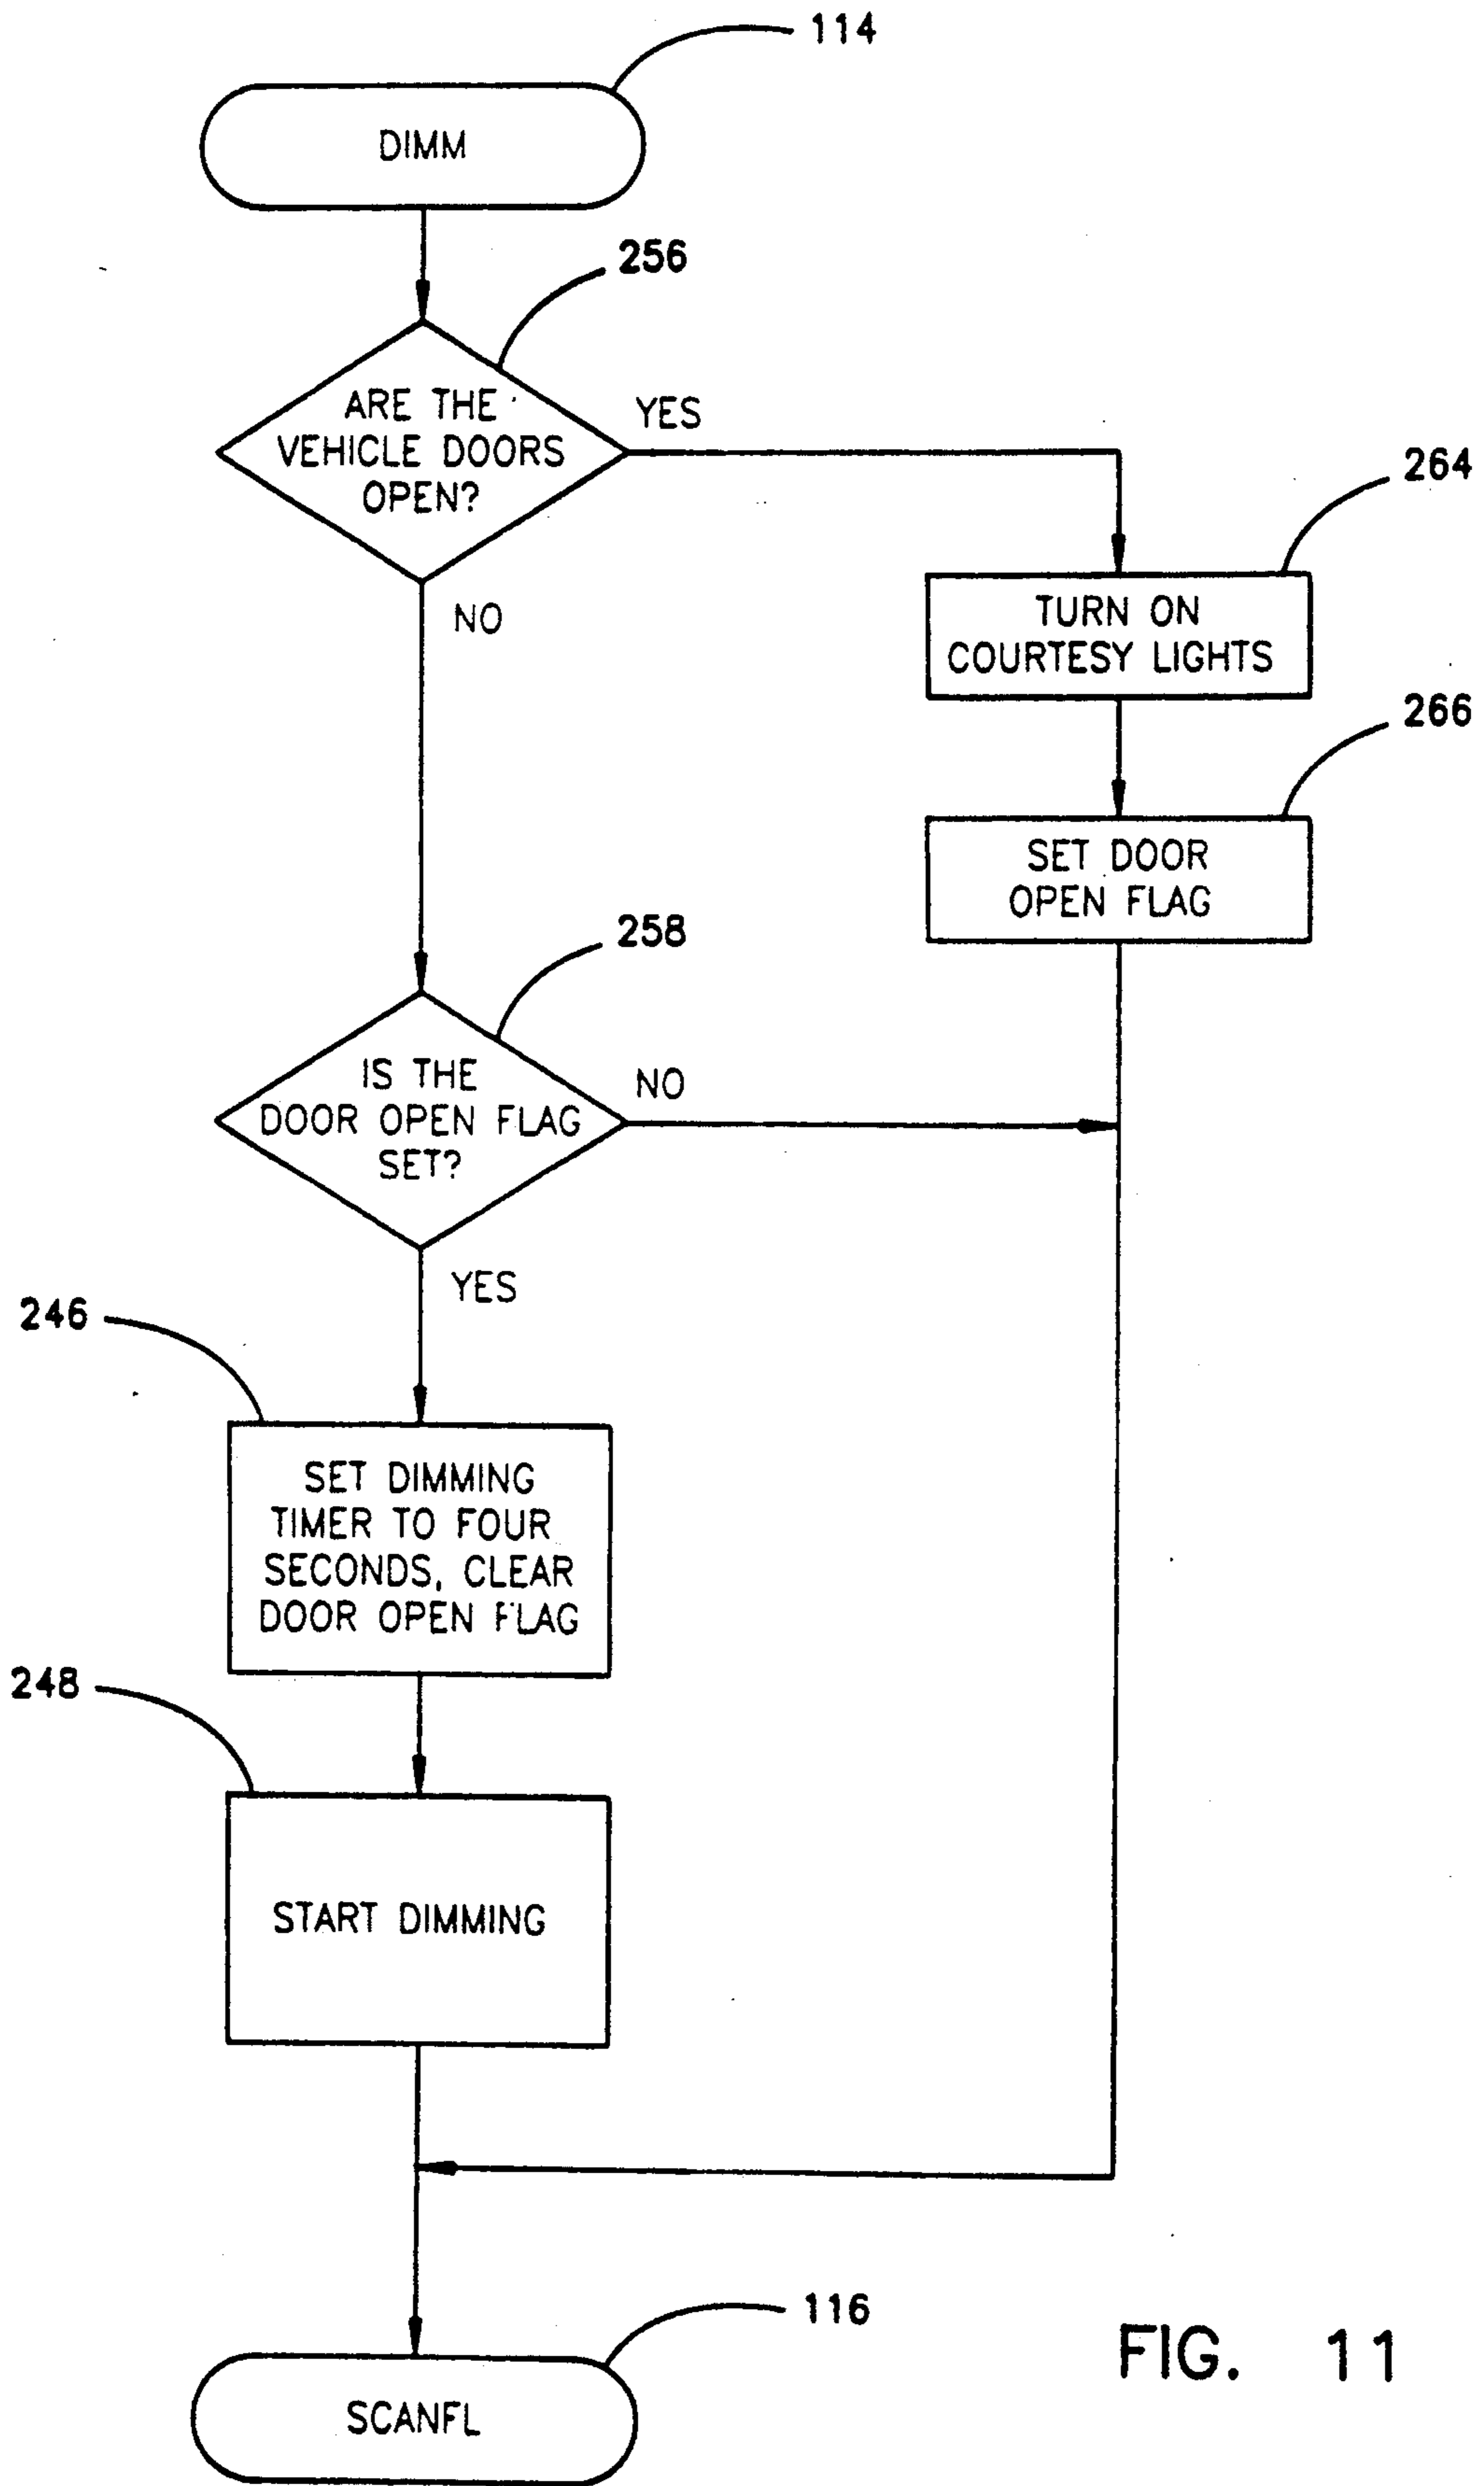 114
DIMM
256
ARE THE
VEHICLE DOORS
OPEN?
YES
NO
264
TURN ON
COURTESY LIGHTS
266
SET DOOR
OPEN FLAG
258
IS THE
DOOR OPEN FLAG
SET?
NO
YES
246
SET DIMMING
TIMER TO FOUR
SECONDS, CLEAR
DOOR OPEN FLAG
248
START DIMMING
116
SCANFL
FIG. 11